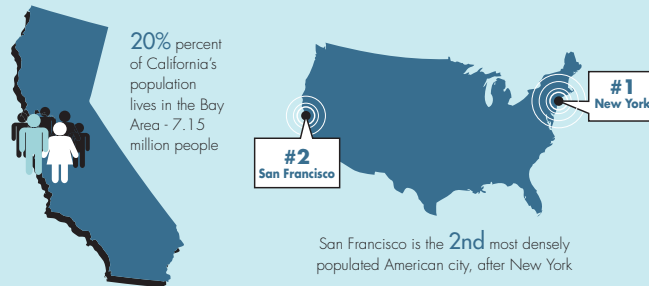 20% percent
of California's
population
lives in the Bay
Area - 7.15
million people
#1
New York
#2
San Francisco
San Francisco is the 2nd most densely
populated American city, after New York